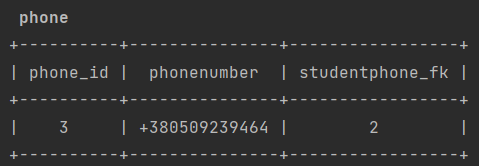 phone
+----------+---------------+-----------------+
| phone_id |  phonenumber  | studentphone_fk |
+----------+---------------+-----------------+
|    3     | +380509239464 |        2        |
+----------+---------------+-----------------+